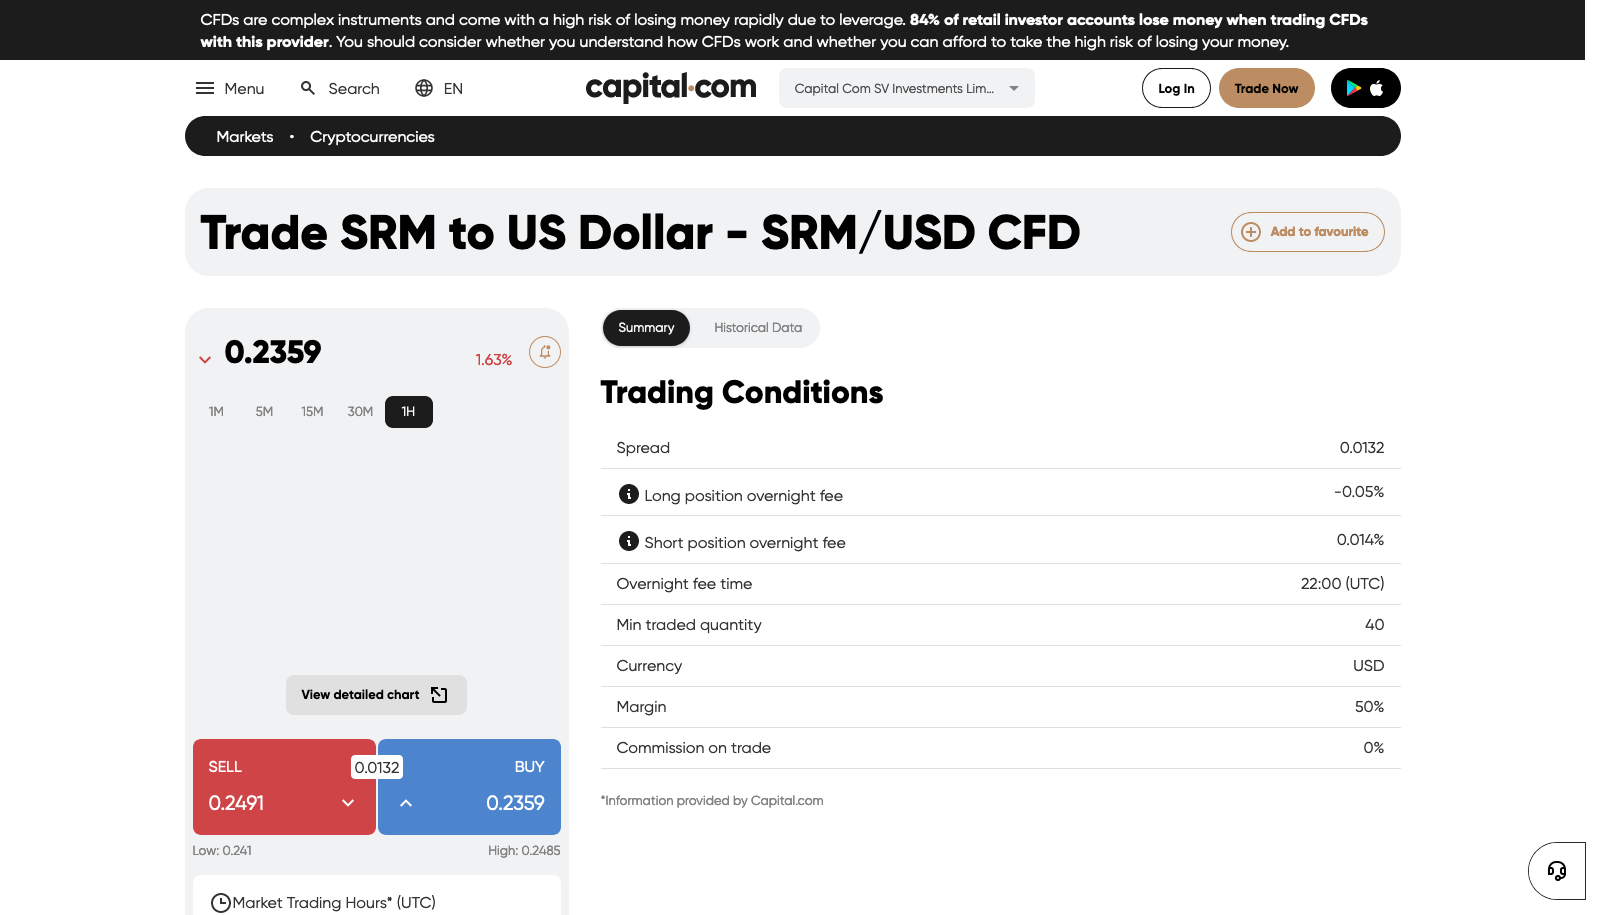 CFDs are complex instruments and come with a high risk of losing money rapidly due to leverage. 84% of retail investor accounts lose money when trading CFDs
with this provider. You should consider whether you understand how CFDs work and whether you can afford to take the high risk of losing your money.
Menu Search EN capital.com Capital Com SV Investments Lim... Log In Trade Now
Markets • Cryptocurrencies
Trade SRM to US Dollar - SRM/USD CFD Add to favourite
0.2359 1.63%
1M 5M 15M 30M 1H
View detailed chart
SELL 0.0132 BUY
0.2491 0.2359
Low: 0.241 High: 0.2485
Market Trading Hours* (UTC)
Summary Historical Data
Trading Conditions
Spread 0.0132
Long position overnight fee -0.05%
Short position overnight fee 0.014%
Overnight fee time 22:00 (UTC)
Min traded quantity 40
Currency USD
Margin 50%
Commission on trade 0%
*Information provided by Capital.com